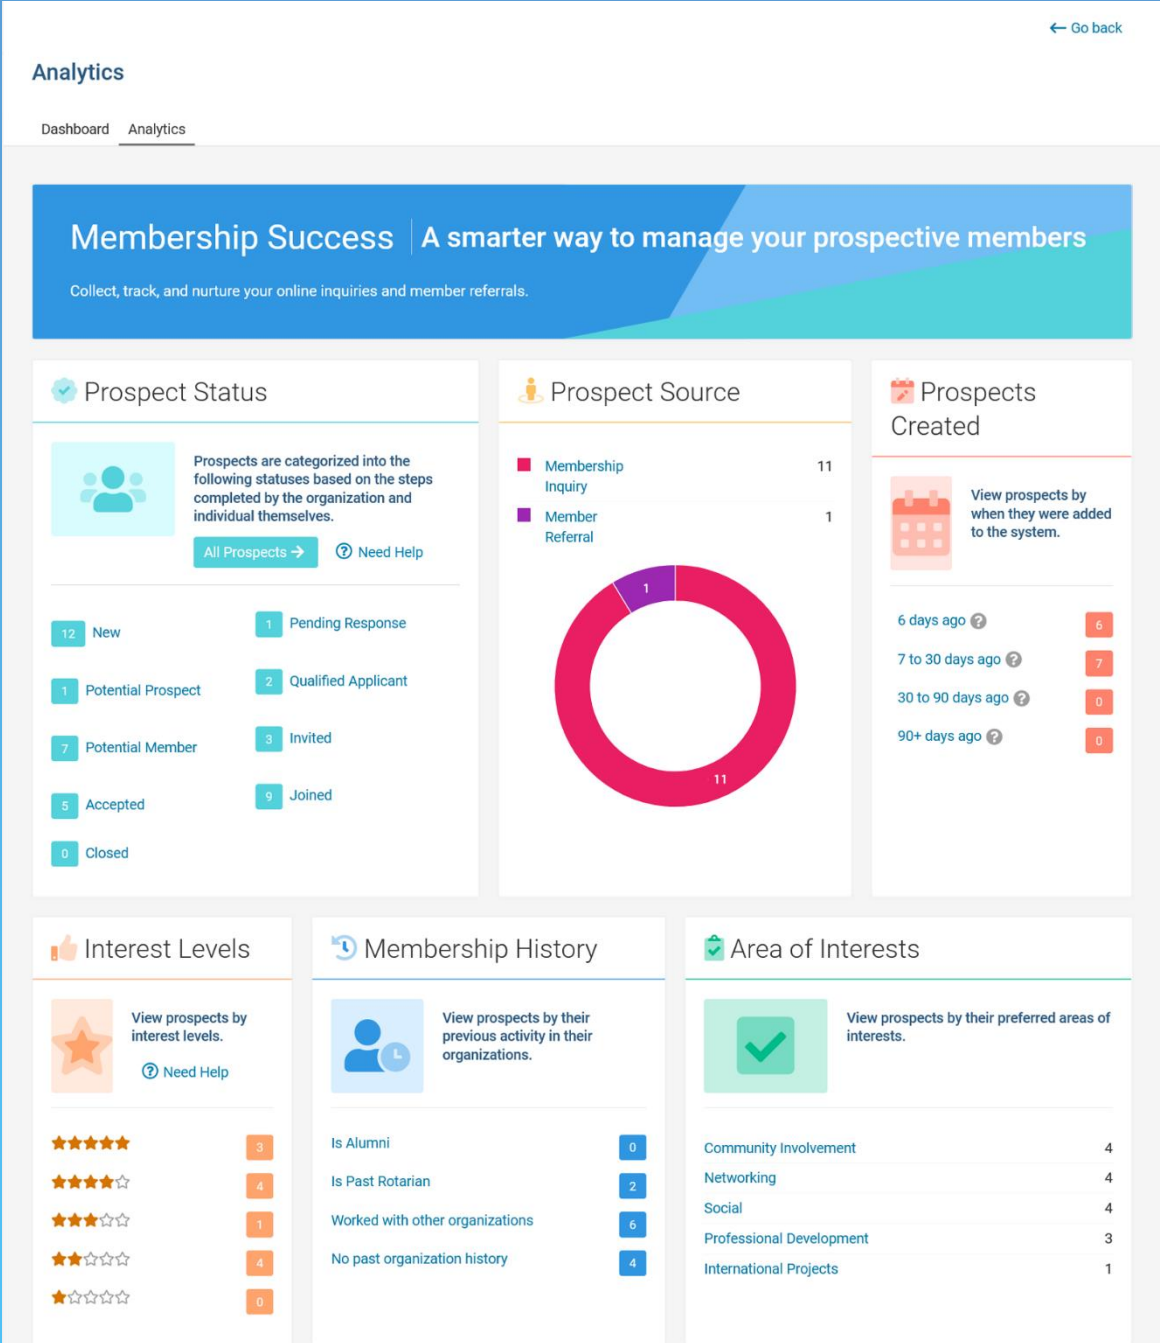 ← Go back
Analytics
Dashboard Analytics
Membership Success | A smarter way to manage your prospective members
Collect, track, and nurture your online inquiries and member referrals.
Prospect Status
Prospects are categorized into the
following statuses based on the steps
completed by the organization and
individual themselves.
All Prospects → ? Need Help
12 New
1 Pending Response
1 Potential Prospect
2 Qualified Applicant
7 Potential Member
3 Invited
5 Accepted
9 Joined
0 Closed
Prospect Source
Membership 11
Inquiry
Member 1
Referral
1
11
Prospects
Created
View prospects by
when they were added
to the system.
6 days ago ? 6
7 to 30 days ago ? 7
30 to 90 days ago ? 0
90+ days ago ? 0
Interest Levels
View prospects by
interest levels.
? Need Help
3
4
1
4
0
Membership History
View prospects by their
previous activity in their
organizations.
Is Alumni 0
Is Past Rotarian 2
Worked with other organizations 6
No past organization history 4
Area of Interests
View prospects by their preferred areas of
interests.
Community Involvement 4
Networking 4
Social 4
Professional Development 3
International Projects 1